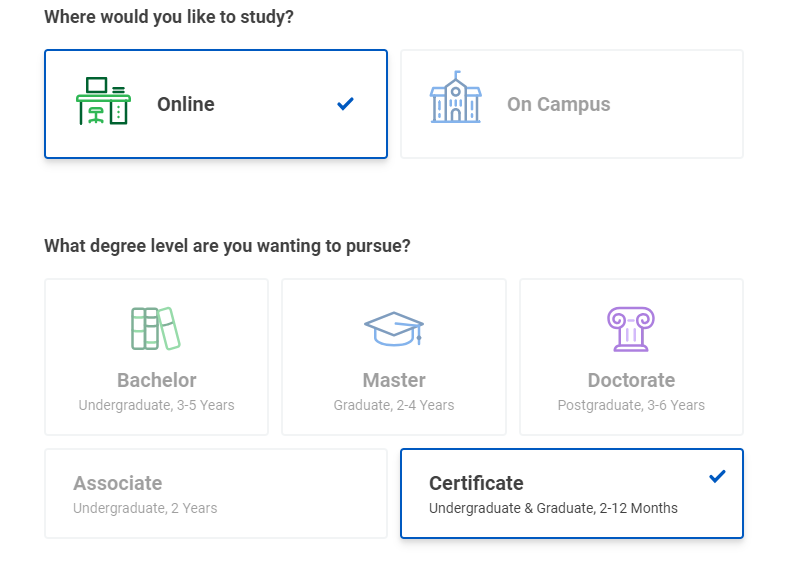 Where would you like to study?
Online
On Campus
What degree level are you wanting to pursue?
Bachelor
Undergraduate, 3-5 Years
Master
Graduate, 2-4 Years
Doctorate
Postgraduate, 3-6 Years
Associate
Undergraduate, 2 Years
Certificate
Undergraduate & Graduate, 2-12 Months